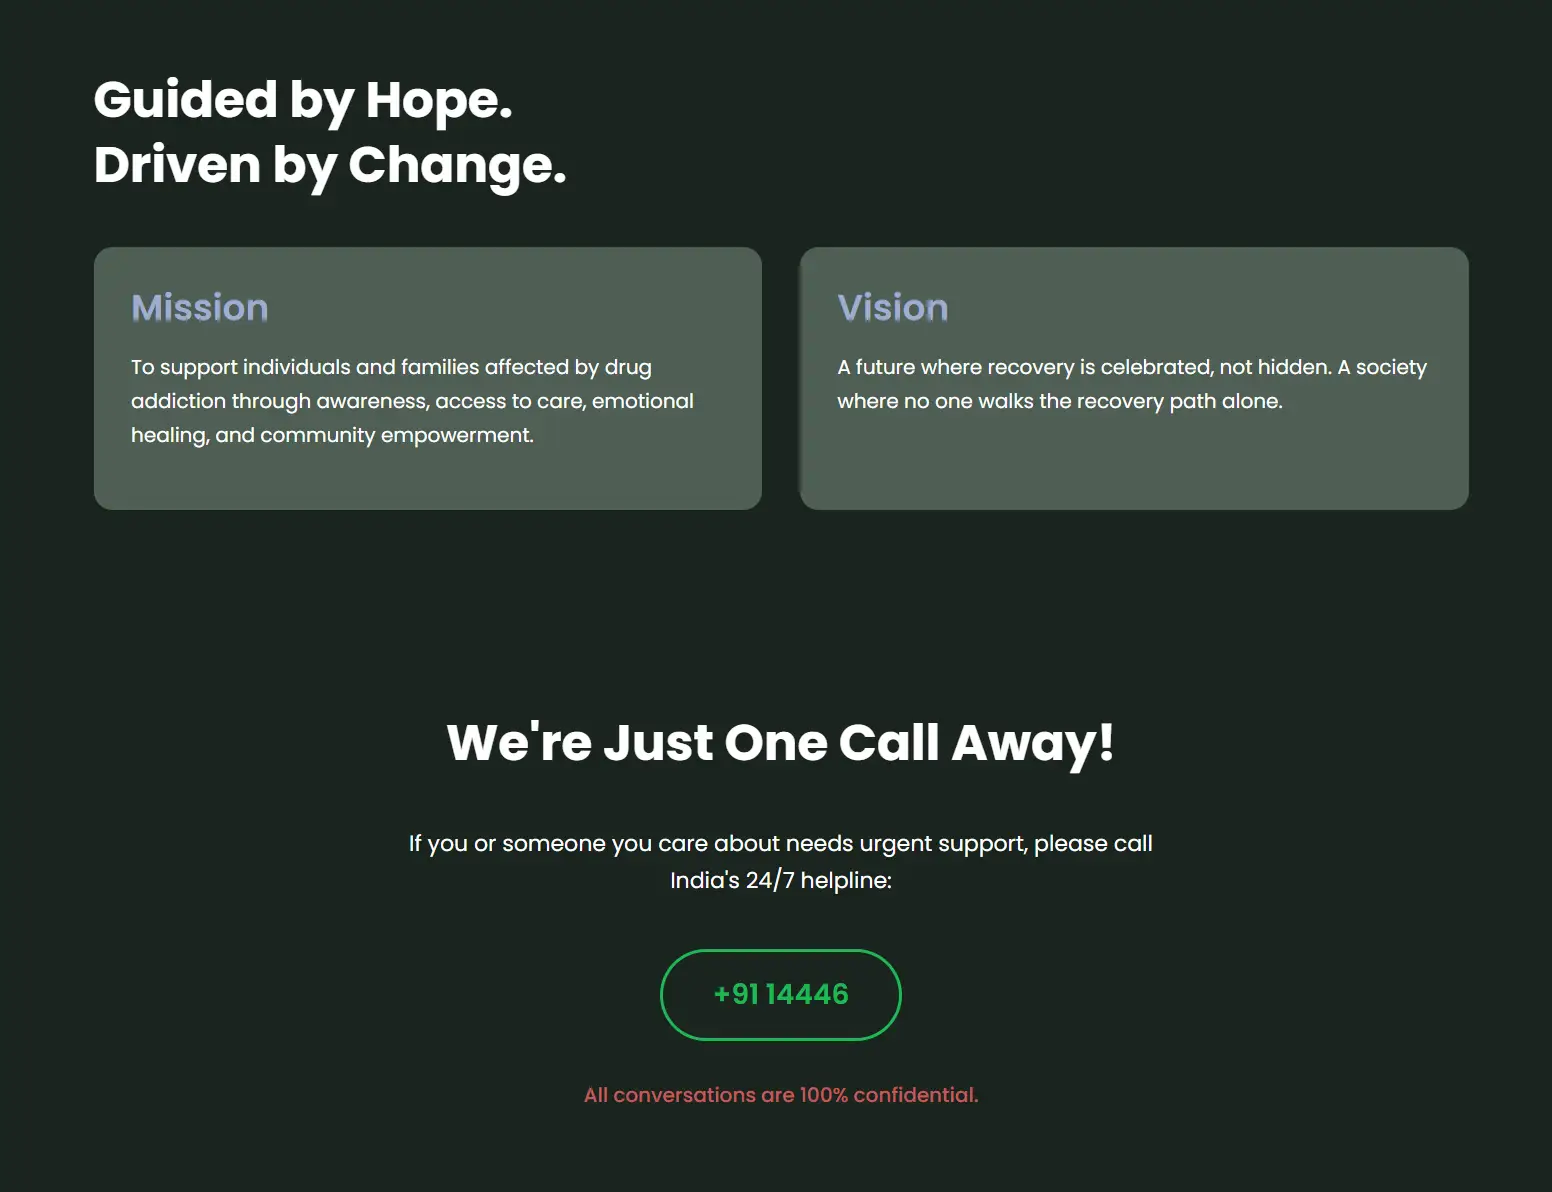 Guided by Hope.
Driven by Change.
Mission
To support individuals and families affected by drug
addiction through awareness, access to care, emotional
healing, and community empowerment.
Vision
A future where recovery is celebrated, not hidden. A society
where no one walks the recovery path alone.
We're Just One Call Away!
If you or someone you care about needs urgent support, please call
India's 24/7 helpline:
+91 14446
All conversations are 100% confidential.